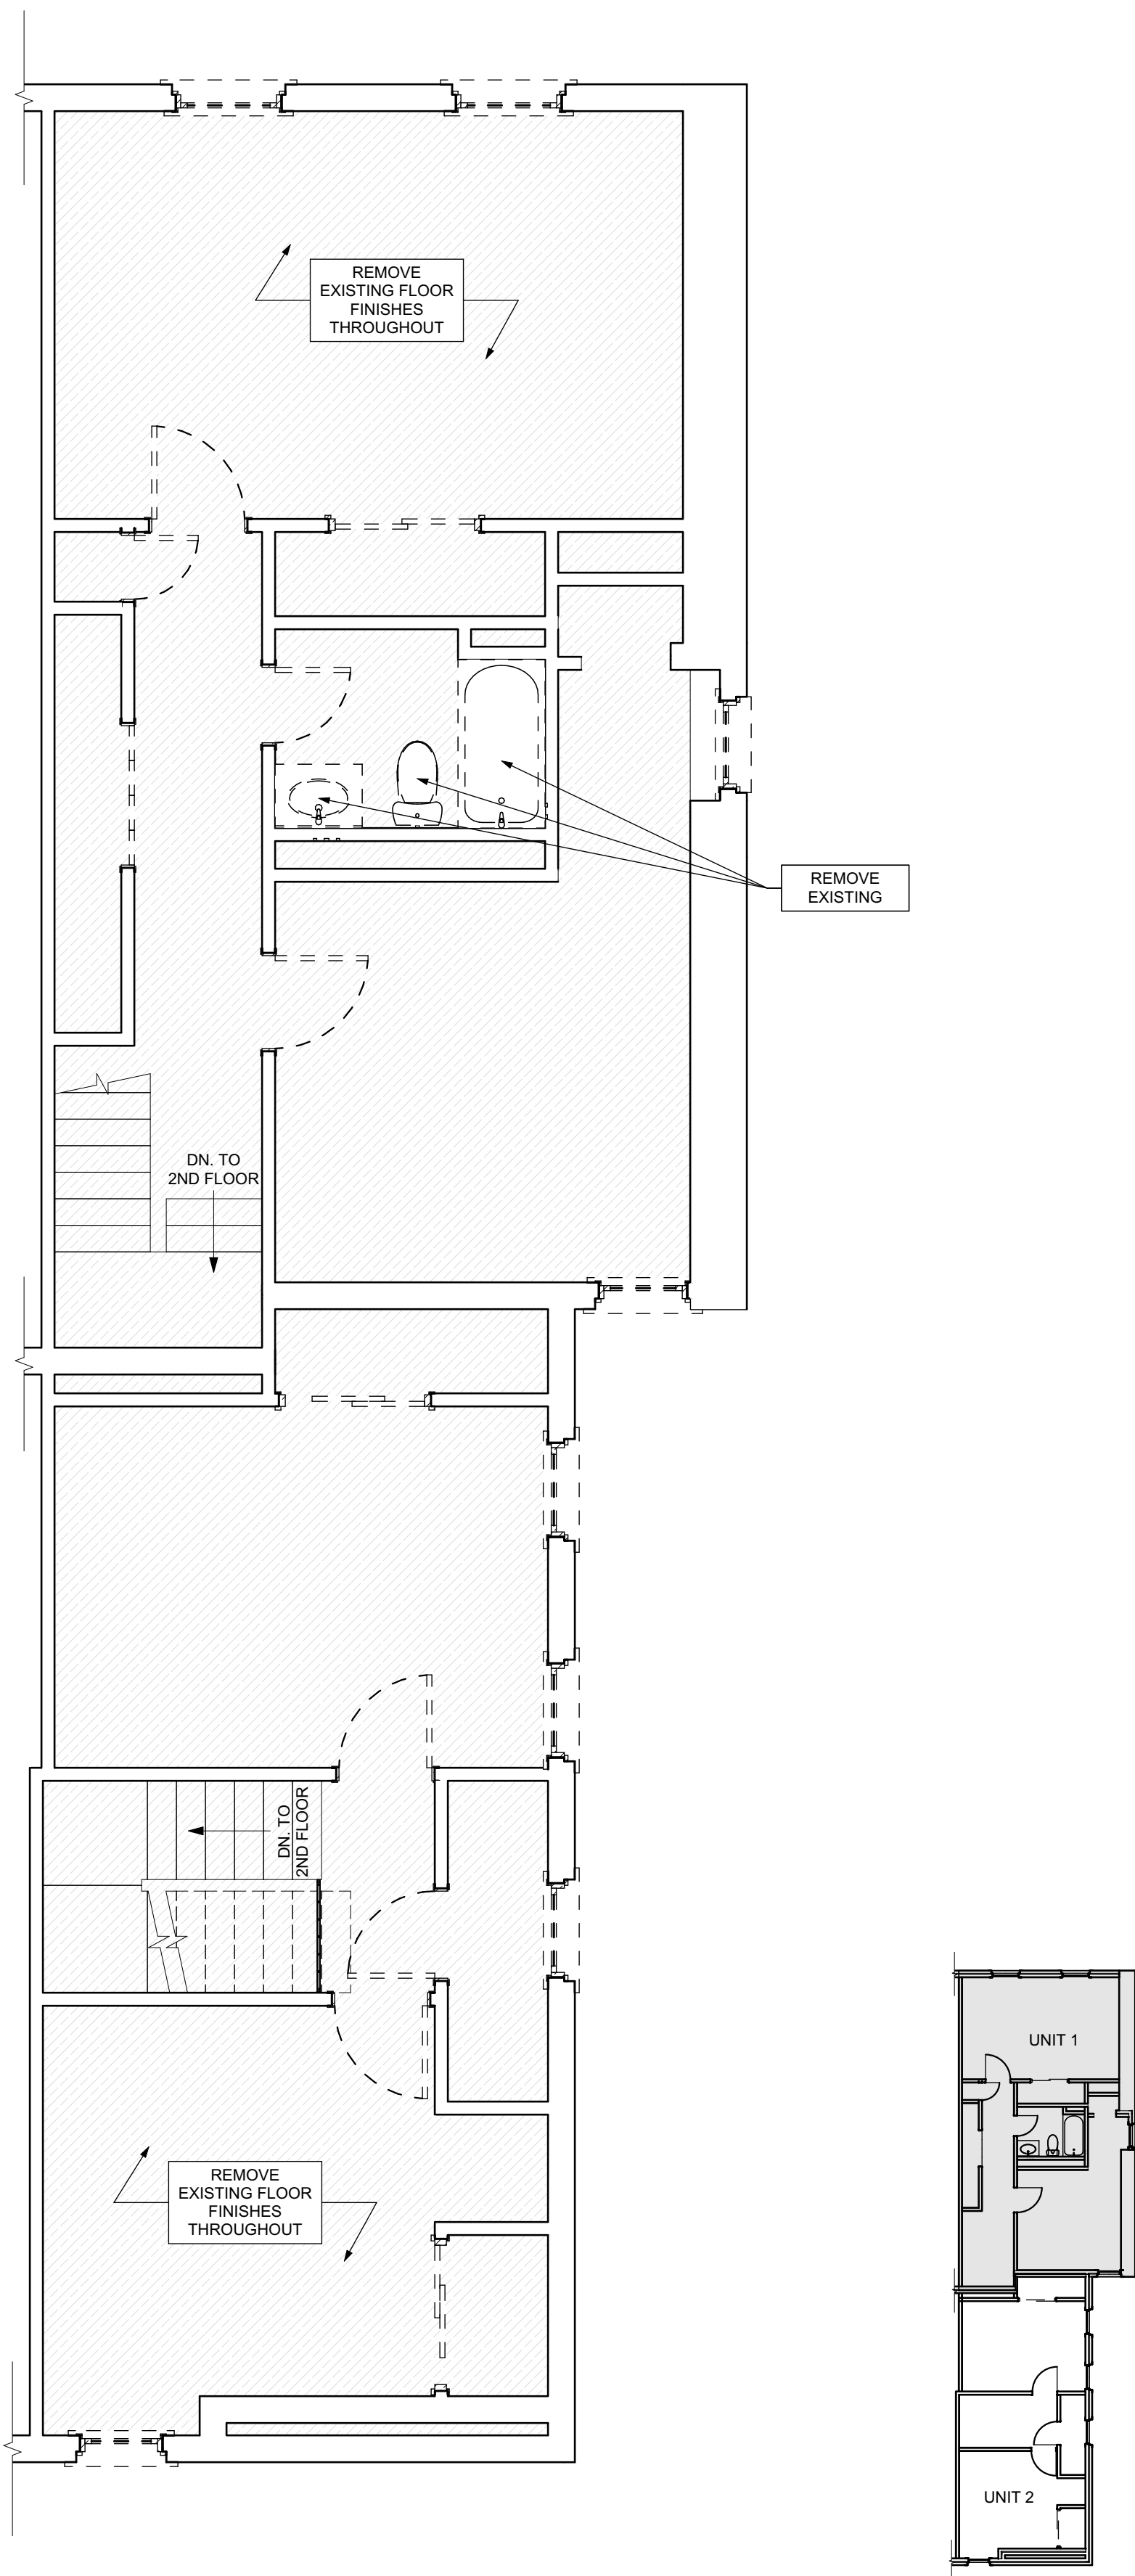 REMOVE
EXISTING FLOOR
FINISHES
THROUGHOUT
REMOVE
EXISTING
DN. TO
2ND FLOOR
DN. TO
2ND FLOOR
UNIT 1
REMOVE
EXISTING FLOOR
FINISHES
THROUGHOUT
UNIT 2